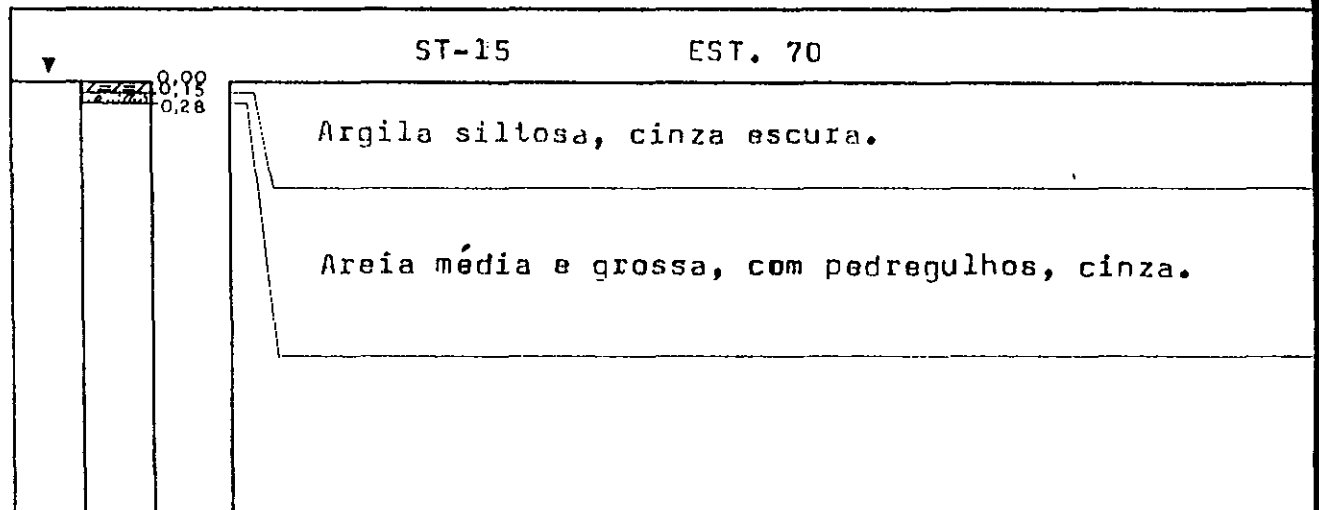 ST-15 EST. 70
0,00
0,15
0,28
Argila siltosa, cinza escura.
Areia média e grossa, com pedregulhos, cinza.